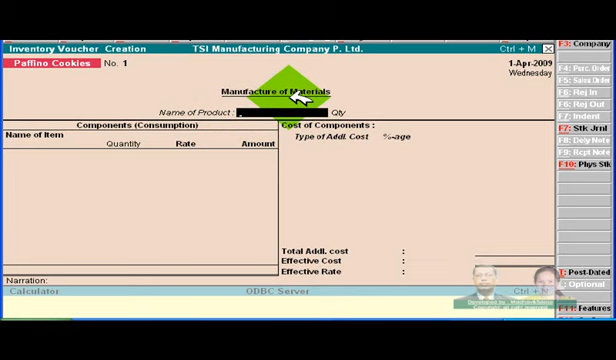 Inventory Voucher Creation TSI Manufacturing Company P. Ltd. Ctrl + M
F3: Company
Paffino Cookies No. 1 1-Apr-2009
Wednesday
F4: Purc. Order
F5: Sales Order
Manufacture of Materials
F6: Rej In
F6: Rej Out
Name of Product : Qty
F7: Indent
Components (Consumption) Cost of Components :
F7: Stk Jrnl
Name of Item Type of Addl. Cost %-age
F8: Dely Note
Quantity Rate Amount
F9: Rcpt Note
F10: Phys Stk
Total Addl. cost :
Effective Cost :
Effective Rate :
T: Post-Dated
Narration:
L: Optional
Calculator ODBC Server Ctrl + N
Features